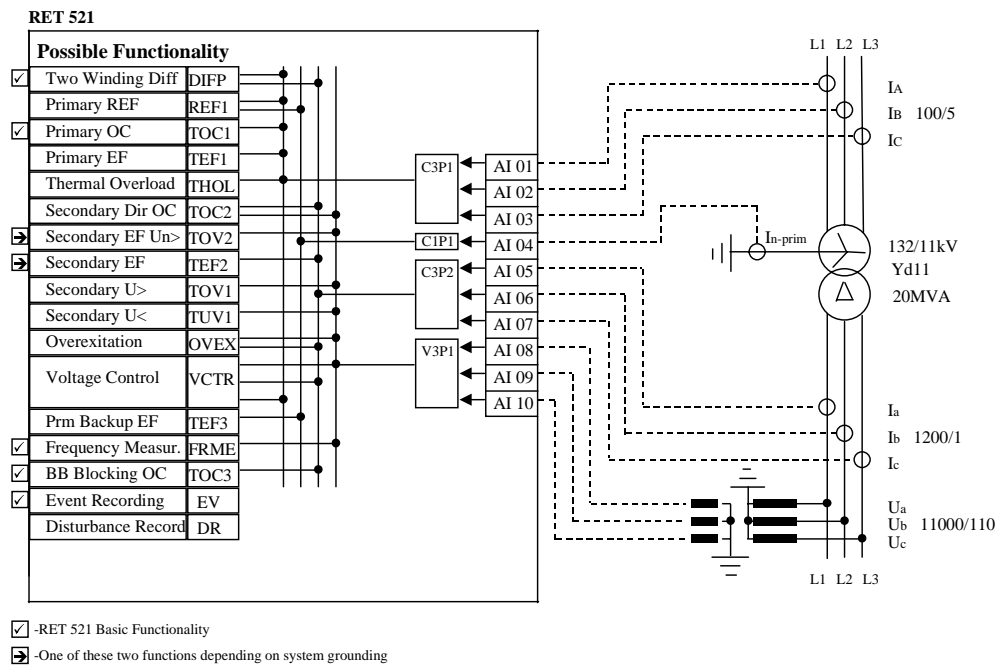 RET 521
Possible Functionality
Two Winding Diff DIFP
Primary REF REF1
Primary OC TOC1
Primary EF TEF1
Thermal Overload THOL
Secondary Dir OC TOC2
Secondary EF Un> TOV2
Secondary EF TEF2
Secondary U> TOV1
Secondary U< TUV1
Overexitation OVEX
Voltage Control VCTR
Prm Backup EF TEF3
Frequency Measur. FRME
BB Blocking OC TOC3
Event Recording EV
Disturbance Record DR
C3P1
C1P1
C3P2
V3P1
AI 01
AI 02
AI 03
AI 04
AI 05
AI 06
AI 07
AI 08
AI 09
AI 10
L1 L2 L3
IA
IB 100/5
IC
In-prim
132/11kV
Yd11
20MVA
Ia
Ib 1200/1
Ic
Ua
Ub 11000/110
Uc
L1 L2 L3
-RET 521 Basic Functionality
-One of these two functions depending on system grounding